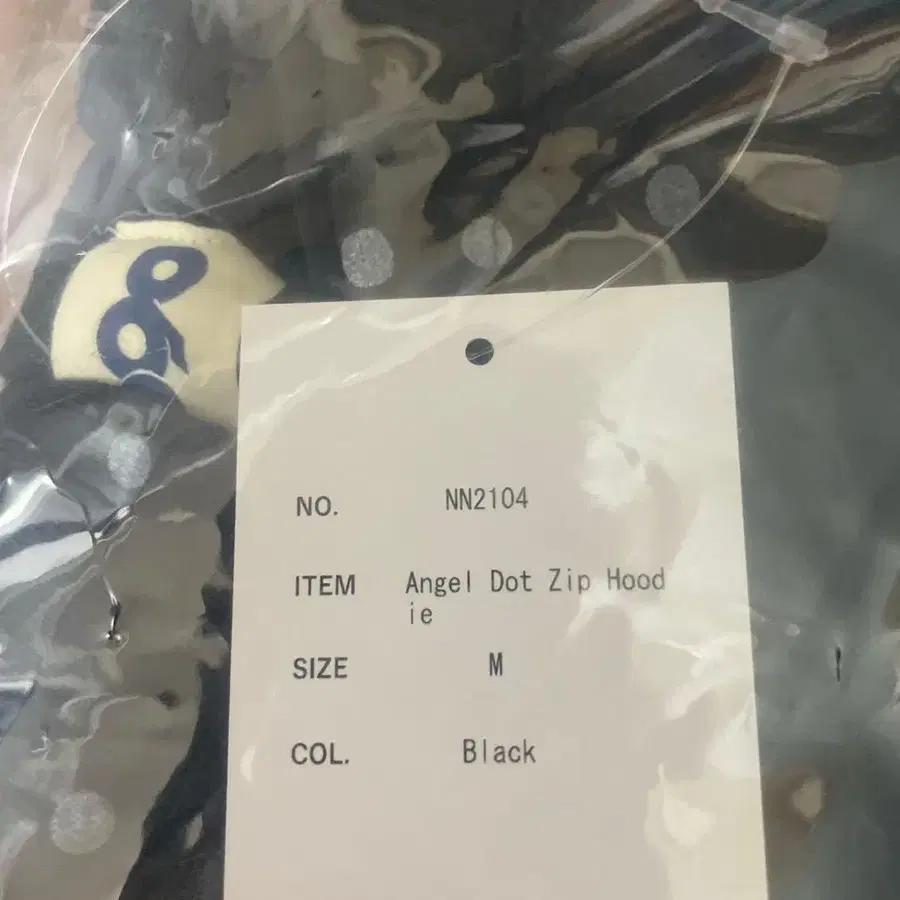 NO. NN2104
ITEM Angel Dot Zip Hood
ie
SIZE M
COL. Black